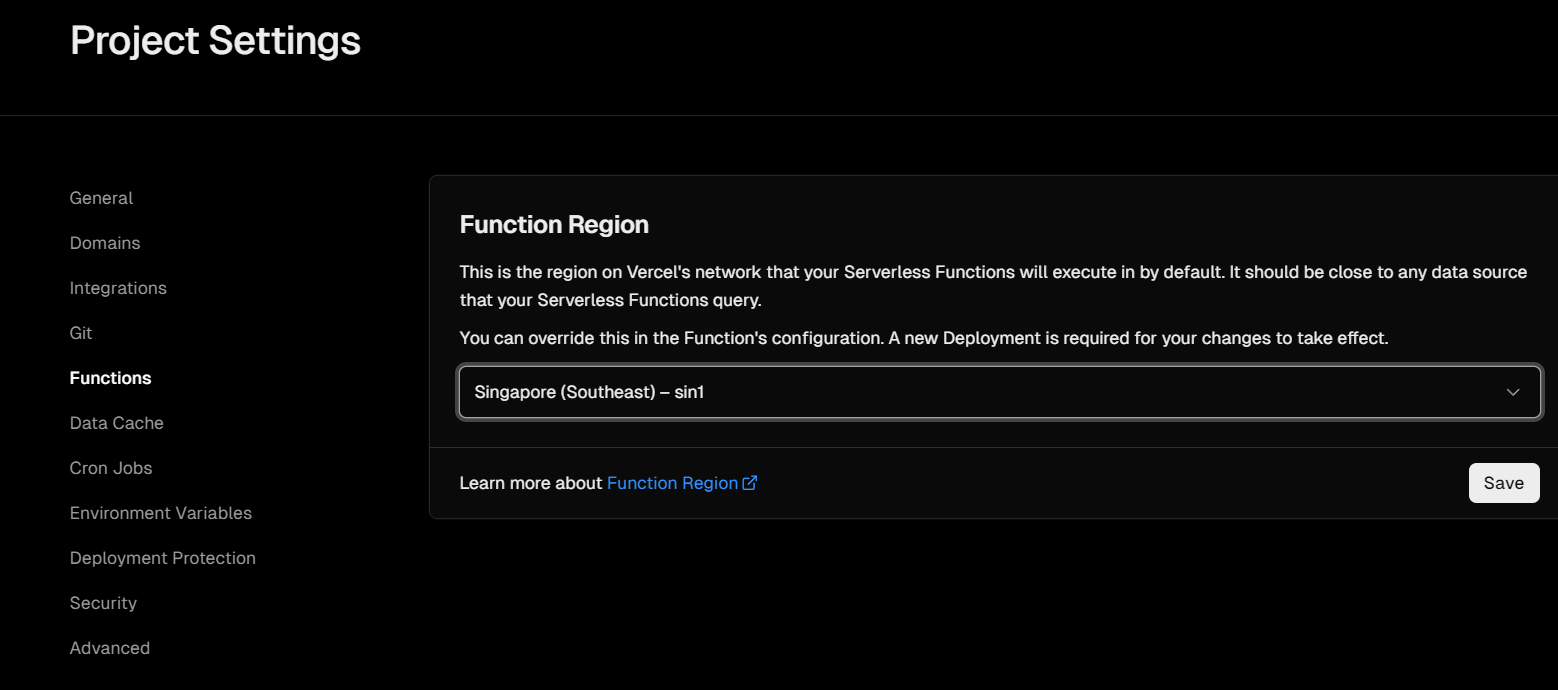 Project Settings
General
Domains
Integrations
Git
Functions
Data Cache
Cron Jobs
Environment Variables
Deployment Protection
Security
Advanced
Function Region
This is the region on Vercel's network that your Serverless Functions will execute in by default. It should be close to any data source
that your Serverless Functions query.
You can override this in the Function's configuration. A new Deployment is required for your changes to take effect.
Singapore (Southeast) – sin1
Learn more about Function Region
Save